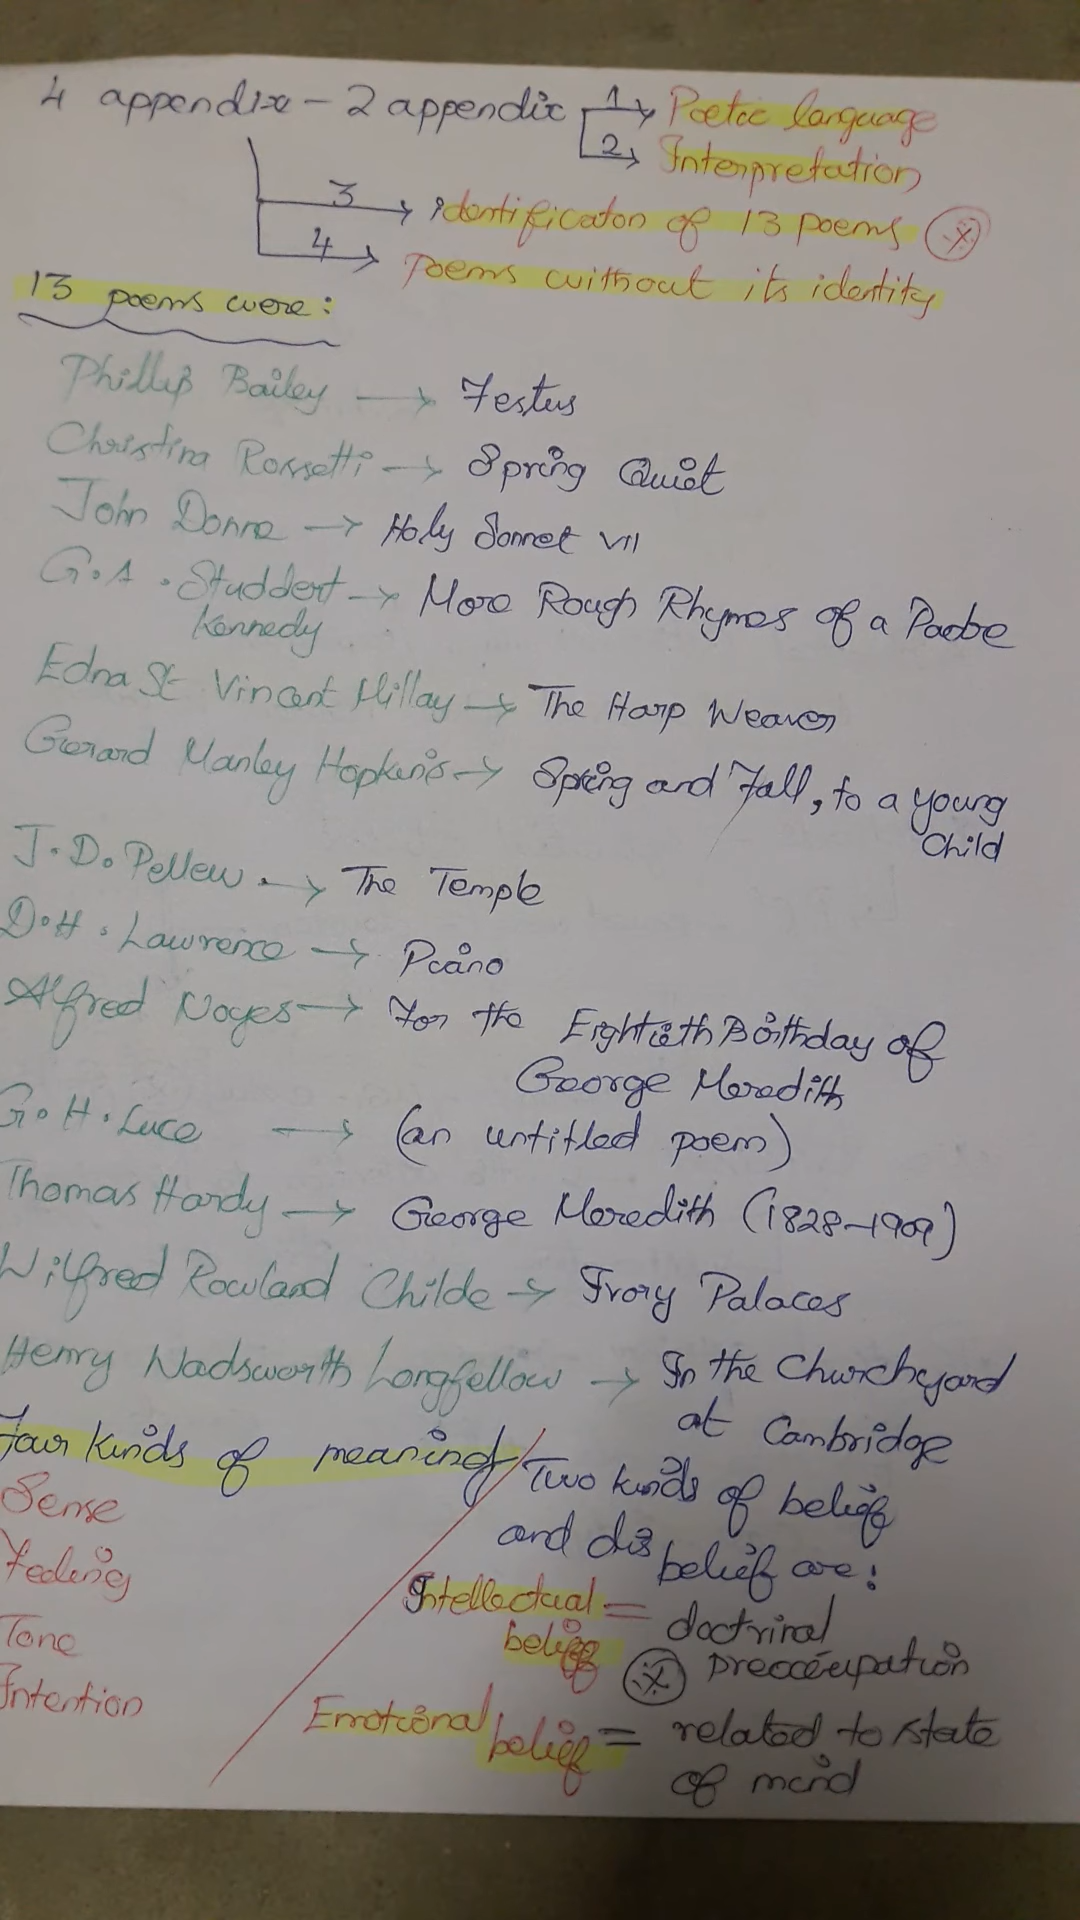 4 appendix - 2 appendix 1 → Poetic language
2 → Interpretation
3 → identificaton of 13 poems
4 → poems without its identity
13 poems were:
Phillip Bailey → Festus
Christina Rossetti → Spring Quiet
John Donne → Holy Sonnet VII
G.A. Studdert Kennedy → More Rough Rhymes of a Padre
Edna St Vincent Millay → The Harp Weaver
Gerard Manley Hopkins → Spring and Fall, to a young
Child
J.D. Pellew → The Temple
D.H. Lawrence → Piano
Alfred Noyes → For the Eightieth Birthday of
George Meredith
G.H. Luce → (an untitled poem)
Thomas Hardy → George Meredith (1828-1909)
Wilfred Rowland Childe → Ivory Palaces
Henry Wadsworth Longfellow → In the Churchyard
at Cambridge
Four kinds of meaning
Sense
Feeling
Tone
Intention
Two kinds of belief
and dis belief are:
Intellectual belief = doctrinal
preoccupation
Emotional belief = related to state
of mind